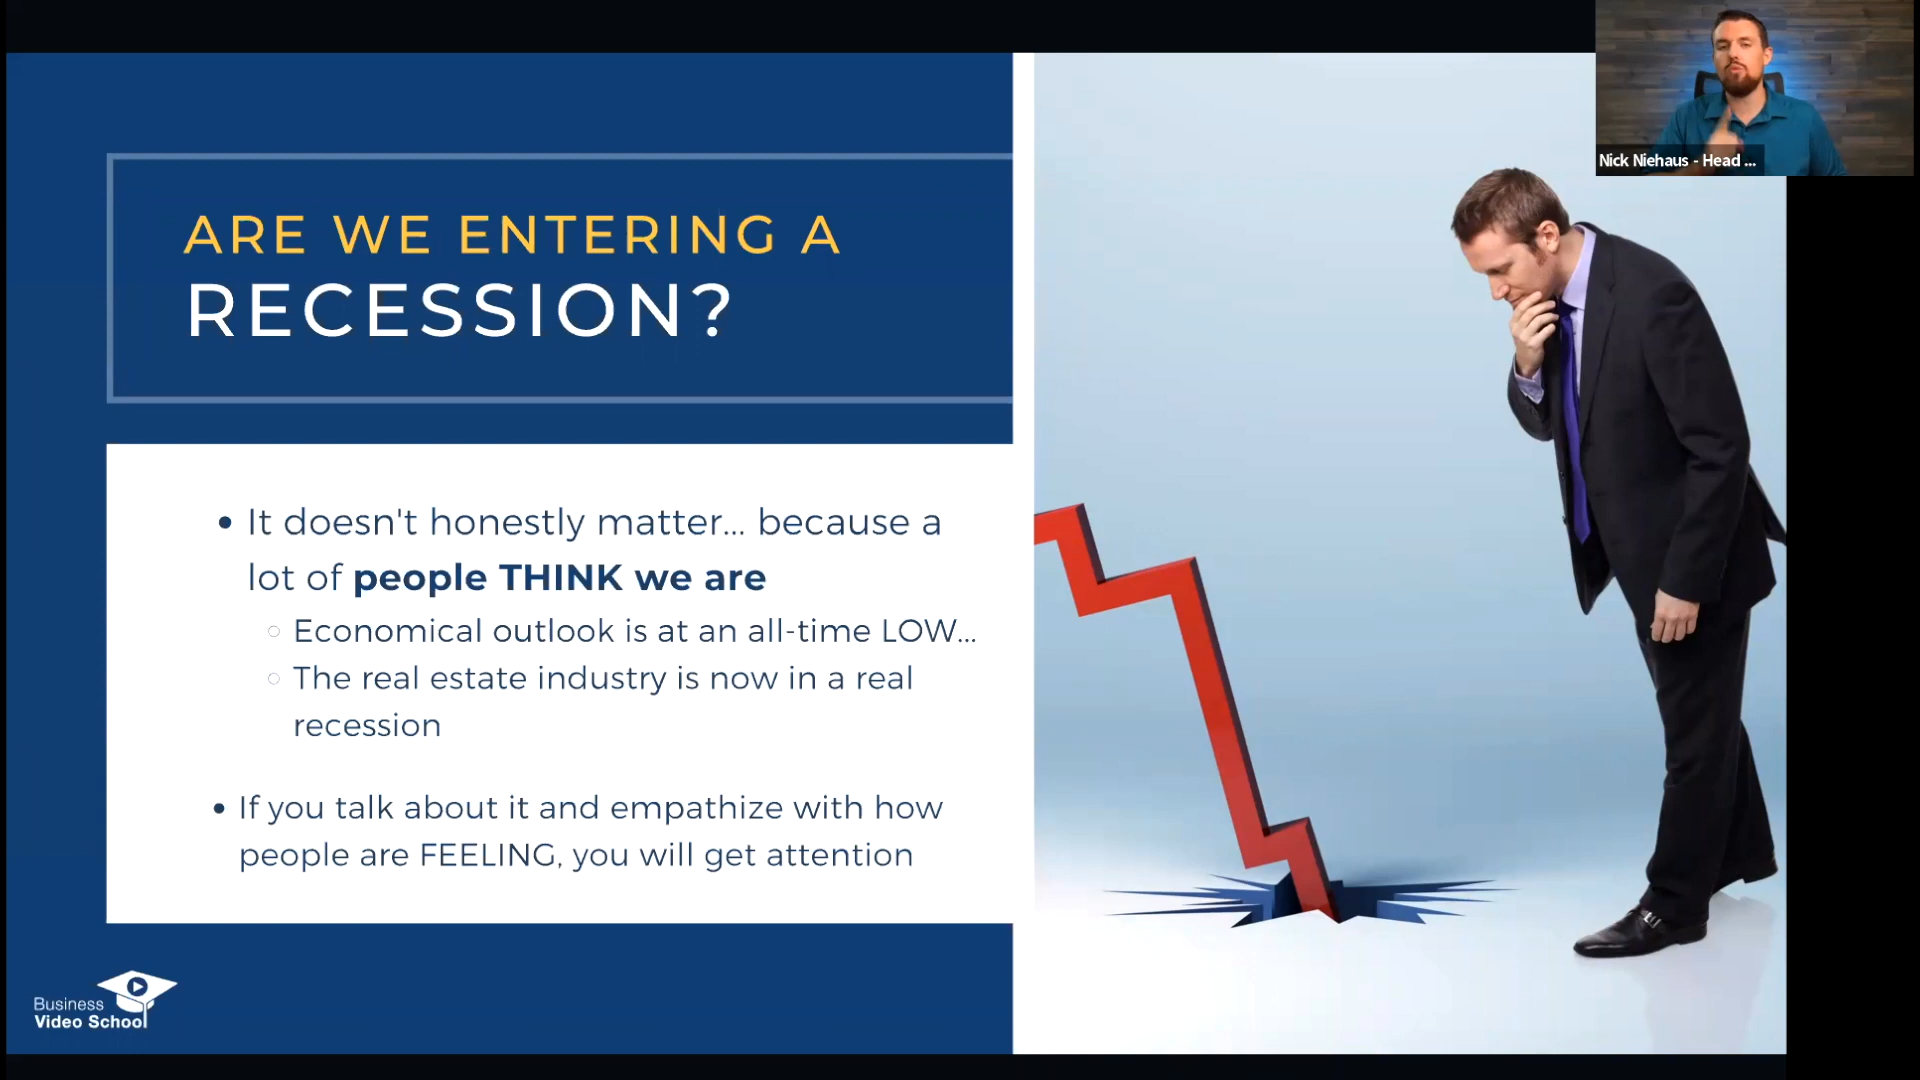 Nick Niehaus - Head ...
ARE WE ENTERING A
RECESSION?
It doesn't honestly matter... because a
lot of people THINK we are
Economical outlook is at an all-time LOW...
The real estate industry is now in a real
recession
If you talk about it and empathize with how
people are FEELING, you will get attention
Business
Video School